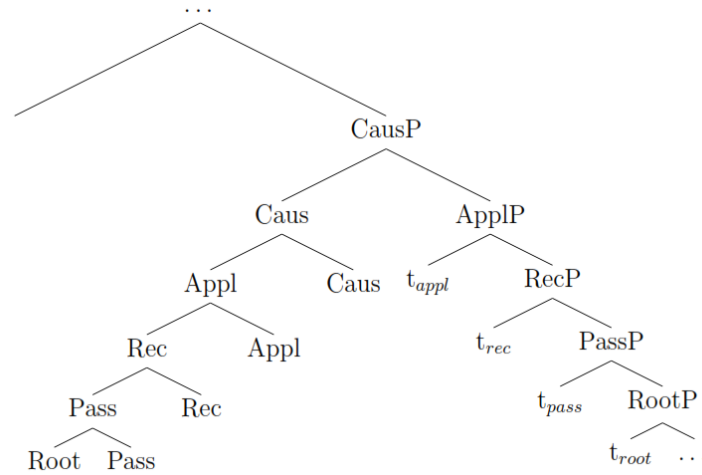 ...
CausP
Caus ApplP
Appl Caus t_appl RecP
Rec Appl t_rec PassP
Pass Rec t_pass RootP
Root Pass t_root ..